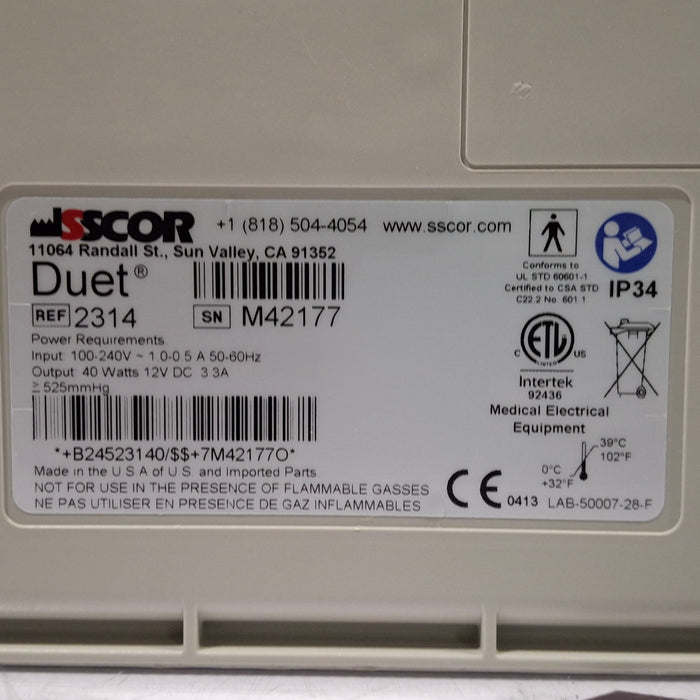 SSCOR +1 (818) 504-4054 www.sscor.com
11064 Randall St., Sun Valley, CA 91352
Duet®
REF 2314 SN M42177
Power Requirements
Input: 100-240V ~ 1.0-0.5 A 50-60Hz
Output: 40 Watts 12V DC 3.3A
≥ 525mmHg
*+B24523140/$$+7M42177O*
Made in the U S A of U S and Imported Parts
NOT FOR USE IN THE PRESENCE OF FLAMMABLE GASSES
NE PAS UTILISER EN PRESENCE DE GAZ INFLAMMABLES
Conforms to
UL STD 60601-1
Certified to CSA STD
C22.2 No. 601.1
IP34
ETL
C US
LISTED
Intertek
92436
Medical Electrical
Equipment
39°C
102°F
0°C
+32°F
CE 0413 LAB-50007-28-F